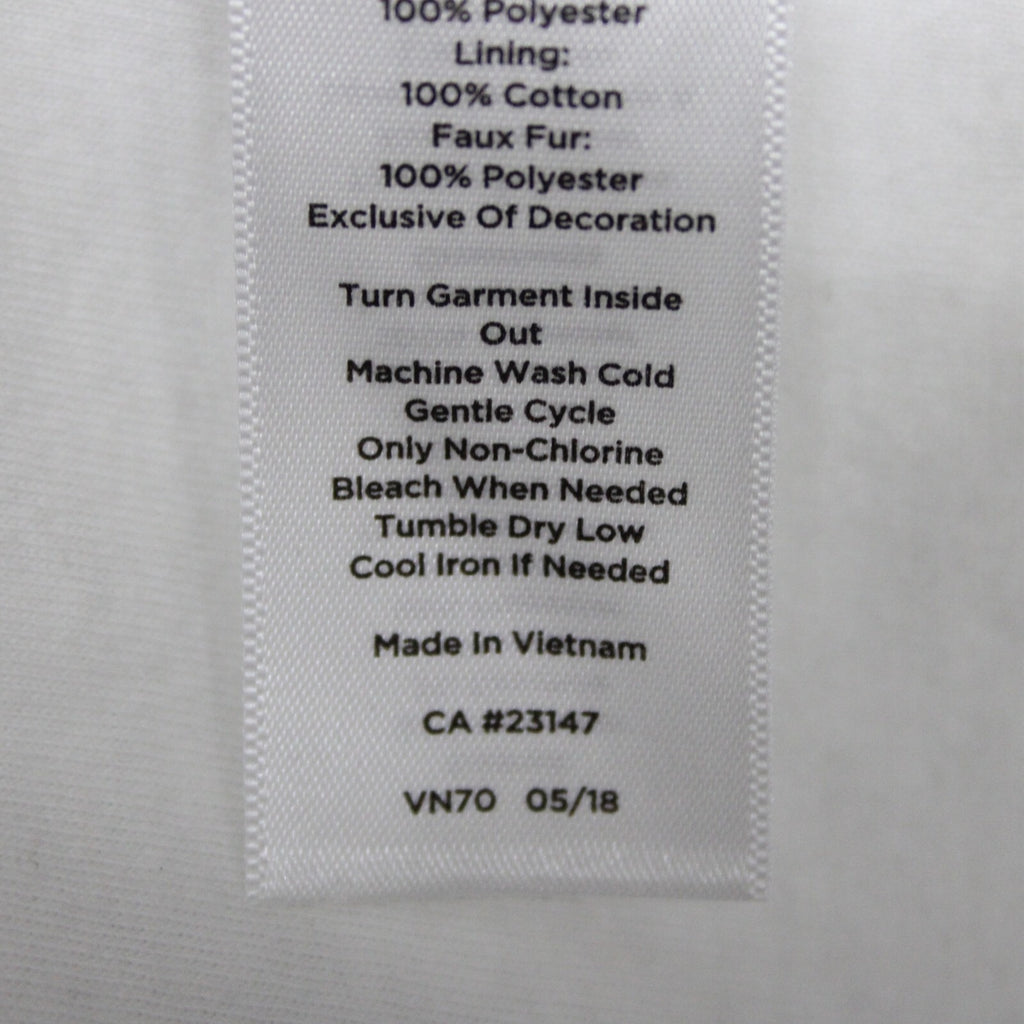 100% Polyester
Lining:
100% Cotton
Faux Fur:
100% Polyester
Exclusive Of Decoration
Turn Garment Inside
Out
Machine Wash Cold
Gentle Cycle
Only Non-Chlorine
Bleach When Needed
Tumble Dry Low
Cool Iron If Needed
Made In Vietnam
CA #23147
VN70 05/18